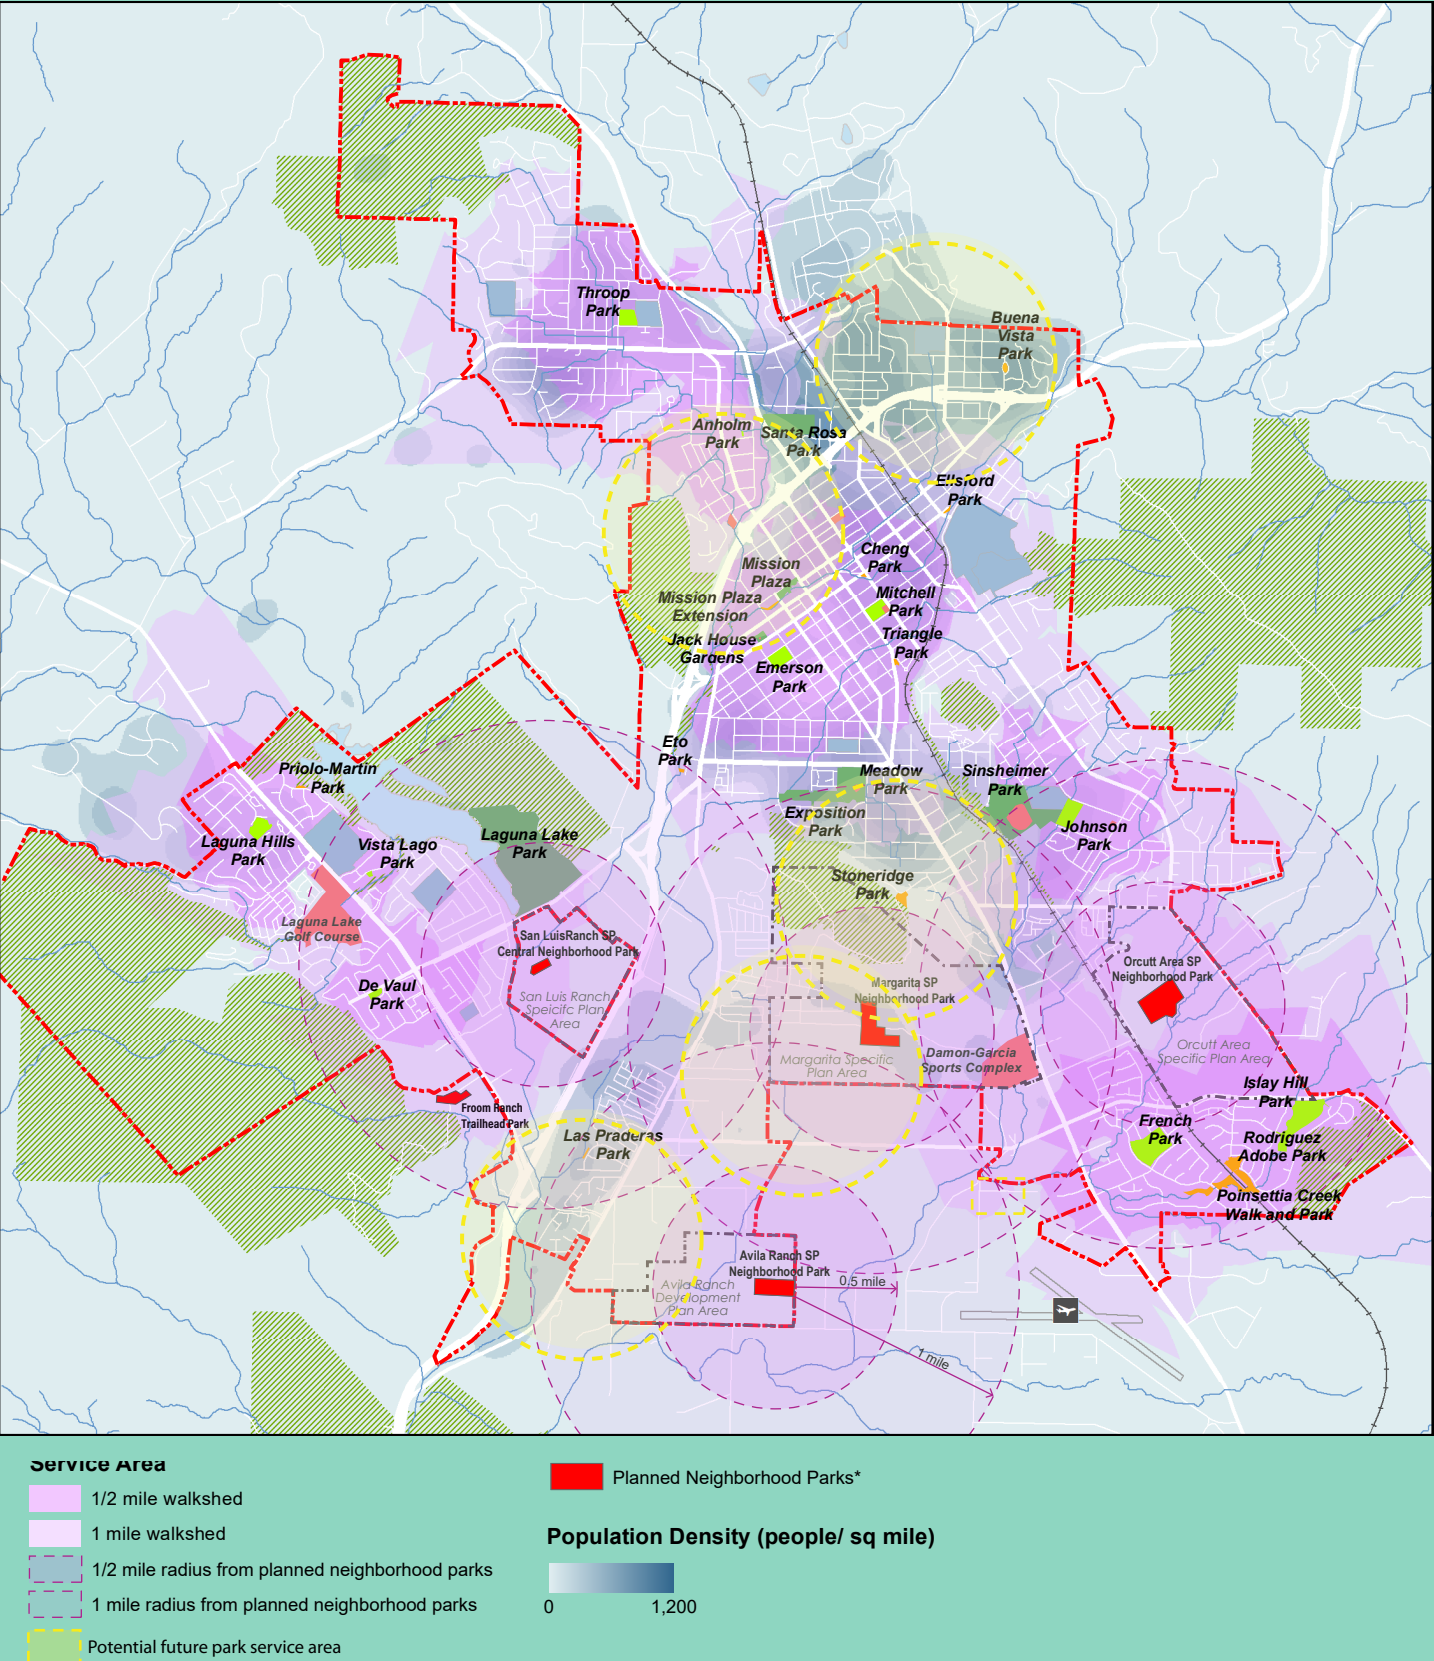 Throop
Park
Buena
Vista
Park
Anholm
Park
Santa Rosa
Park
Ellsford
Park
Cheng
Park
Mission
Plaza
Mitchell
Park
Mission Plaza
Extension
Triangle
Park
Jack House
Gardens
Emerson
Park
Eto
Park
Priolo-Martin
Park
Meadow
Park
Sinsheimer
Park
Exposition
Park
Johnson
Park
Laguna Hills
Park
Vista Lago
Park
Laguna Lake
Park
Stoneridge
Park
Laguna Lake
Golf Course
San LuisRanch SP
Central Neighborhood Park
San Luis Ranch
Speicifc Plan
Area
De Vaul
Park
Margarita SP
Neighborhood Park
Orcutt Area SP
Neighborhood Park
Margarita Specific
Plan Area
Damon-Garcia
Sports Complex
Orcutt Area
Specific Plan Area
Froom Ranch
Trailhead Park
Islay Hill
Park
French
Park
Rodriguez
Adobe Park
Las Praderas
Park
Poinsettia Creek
Walk and Park
Avila Ranch SP
Neighborhood Park
Avila Ranch
Development
Plan Area
0.5 mile
1 mile
Service Area
1/2 mile walkshed
1 mile walkshed
1/2 mile radius from planned neighborhood parks
1 mile radius from planned neighborhood parks
Potential future park service area
Planned Neighborhood Parks*
Population Density (people/ sq mile)
0 1,200